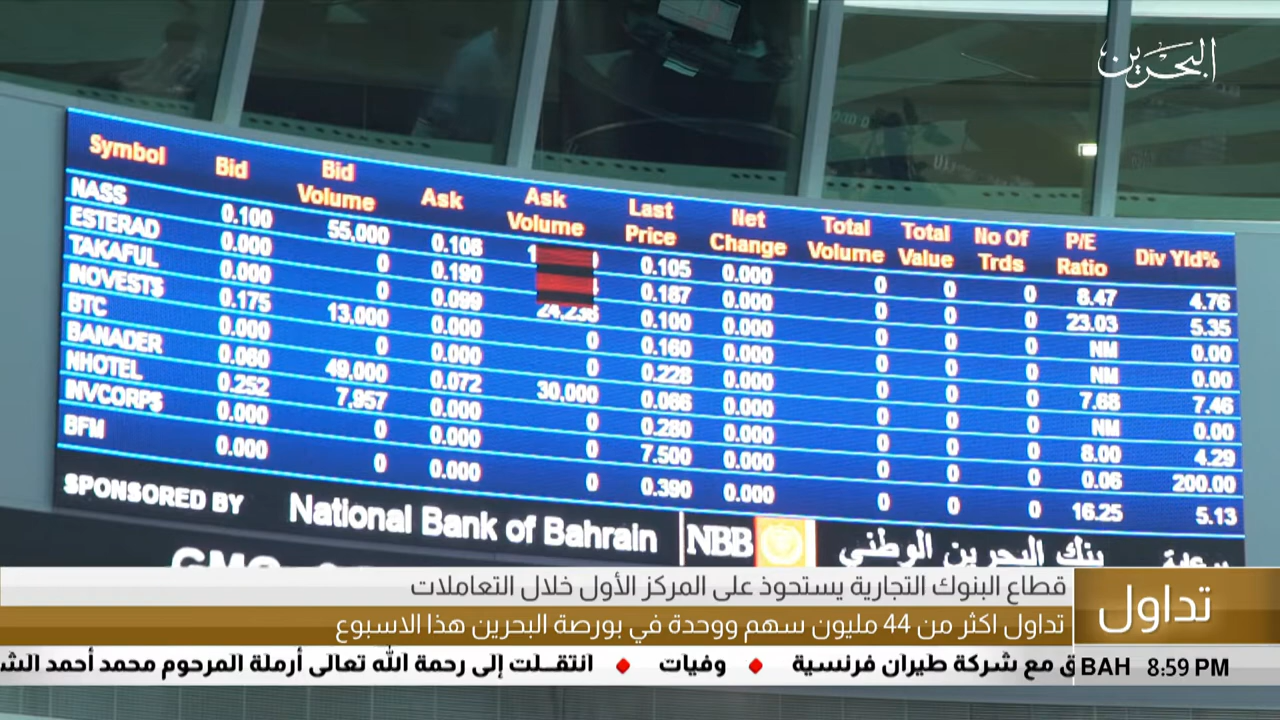 البحرين
Symbol Bid Bid Volume Ask Ask Volume Last Price Net Change Total Volume Total Value No Of Trds P/E Ratio Div Yld%
NASS 0.100 55,000 0.108 0.105 0.000 0 0 0 8.47 4.76
ESTERAD 0.000 0 0.190 0.187 0.000 0 0 0 23.03 5.35
TAKAFUL 0.000 0 0.099 0.100 0.000 0 0 0 NM 0.00
INOVEST$ 0.175 13,000 0.000 0 0.160 0.000 0 0 0 NM 0.00
BTC 0.000 0 0.000 0 0.228 0.000 0 0 0 7.68 7.46
BANADER 0.060 49,000 0.072 30,000 0.066 0.000 0 0 0 NM 0.00
NHOTEL 0.252 7,957 0.000 0 0.280 0.000 0 0 0 8.00 4.29
INVCORP$ 0.000 0 0.000 0 7.500 0.000 0 0 0 0.06 200.00
BFM 0.000 0 0.000 0 0.390 0.000 0 0 0 16.25 5.13
SPONSORED BY National Bank of Bahrain NBB بنك البحرين الوطني
تداول
قطاع البنوك التجارية يستحوذ على المركز الأول خلال التعاملات
تداول اكثر من 44 مليون سهم ووحدة في بورصة البحرين هذا الاسبوع
مع شركة طيران فرنسية ♦ وفيات ♦ انتقلت إلى رحمة الله تعالى أرملة المرحوم محمد أحمد
BAH 8:59 PM